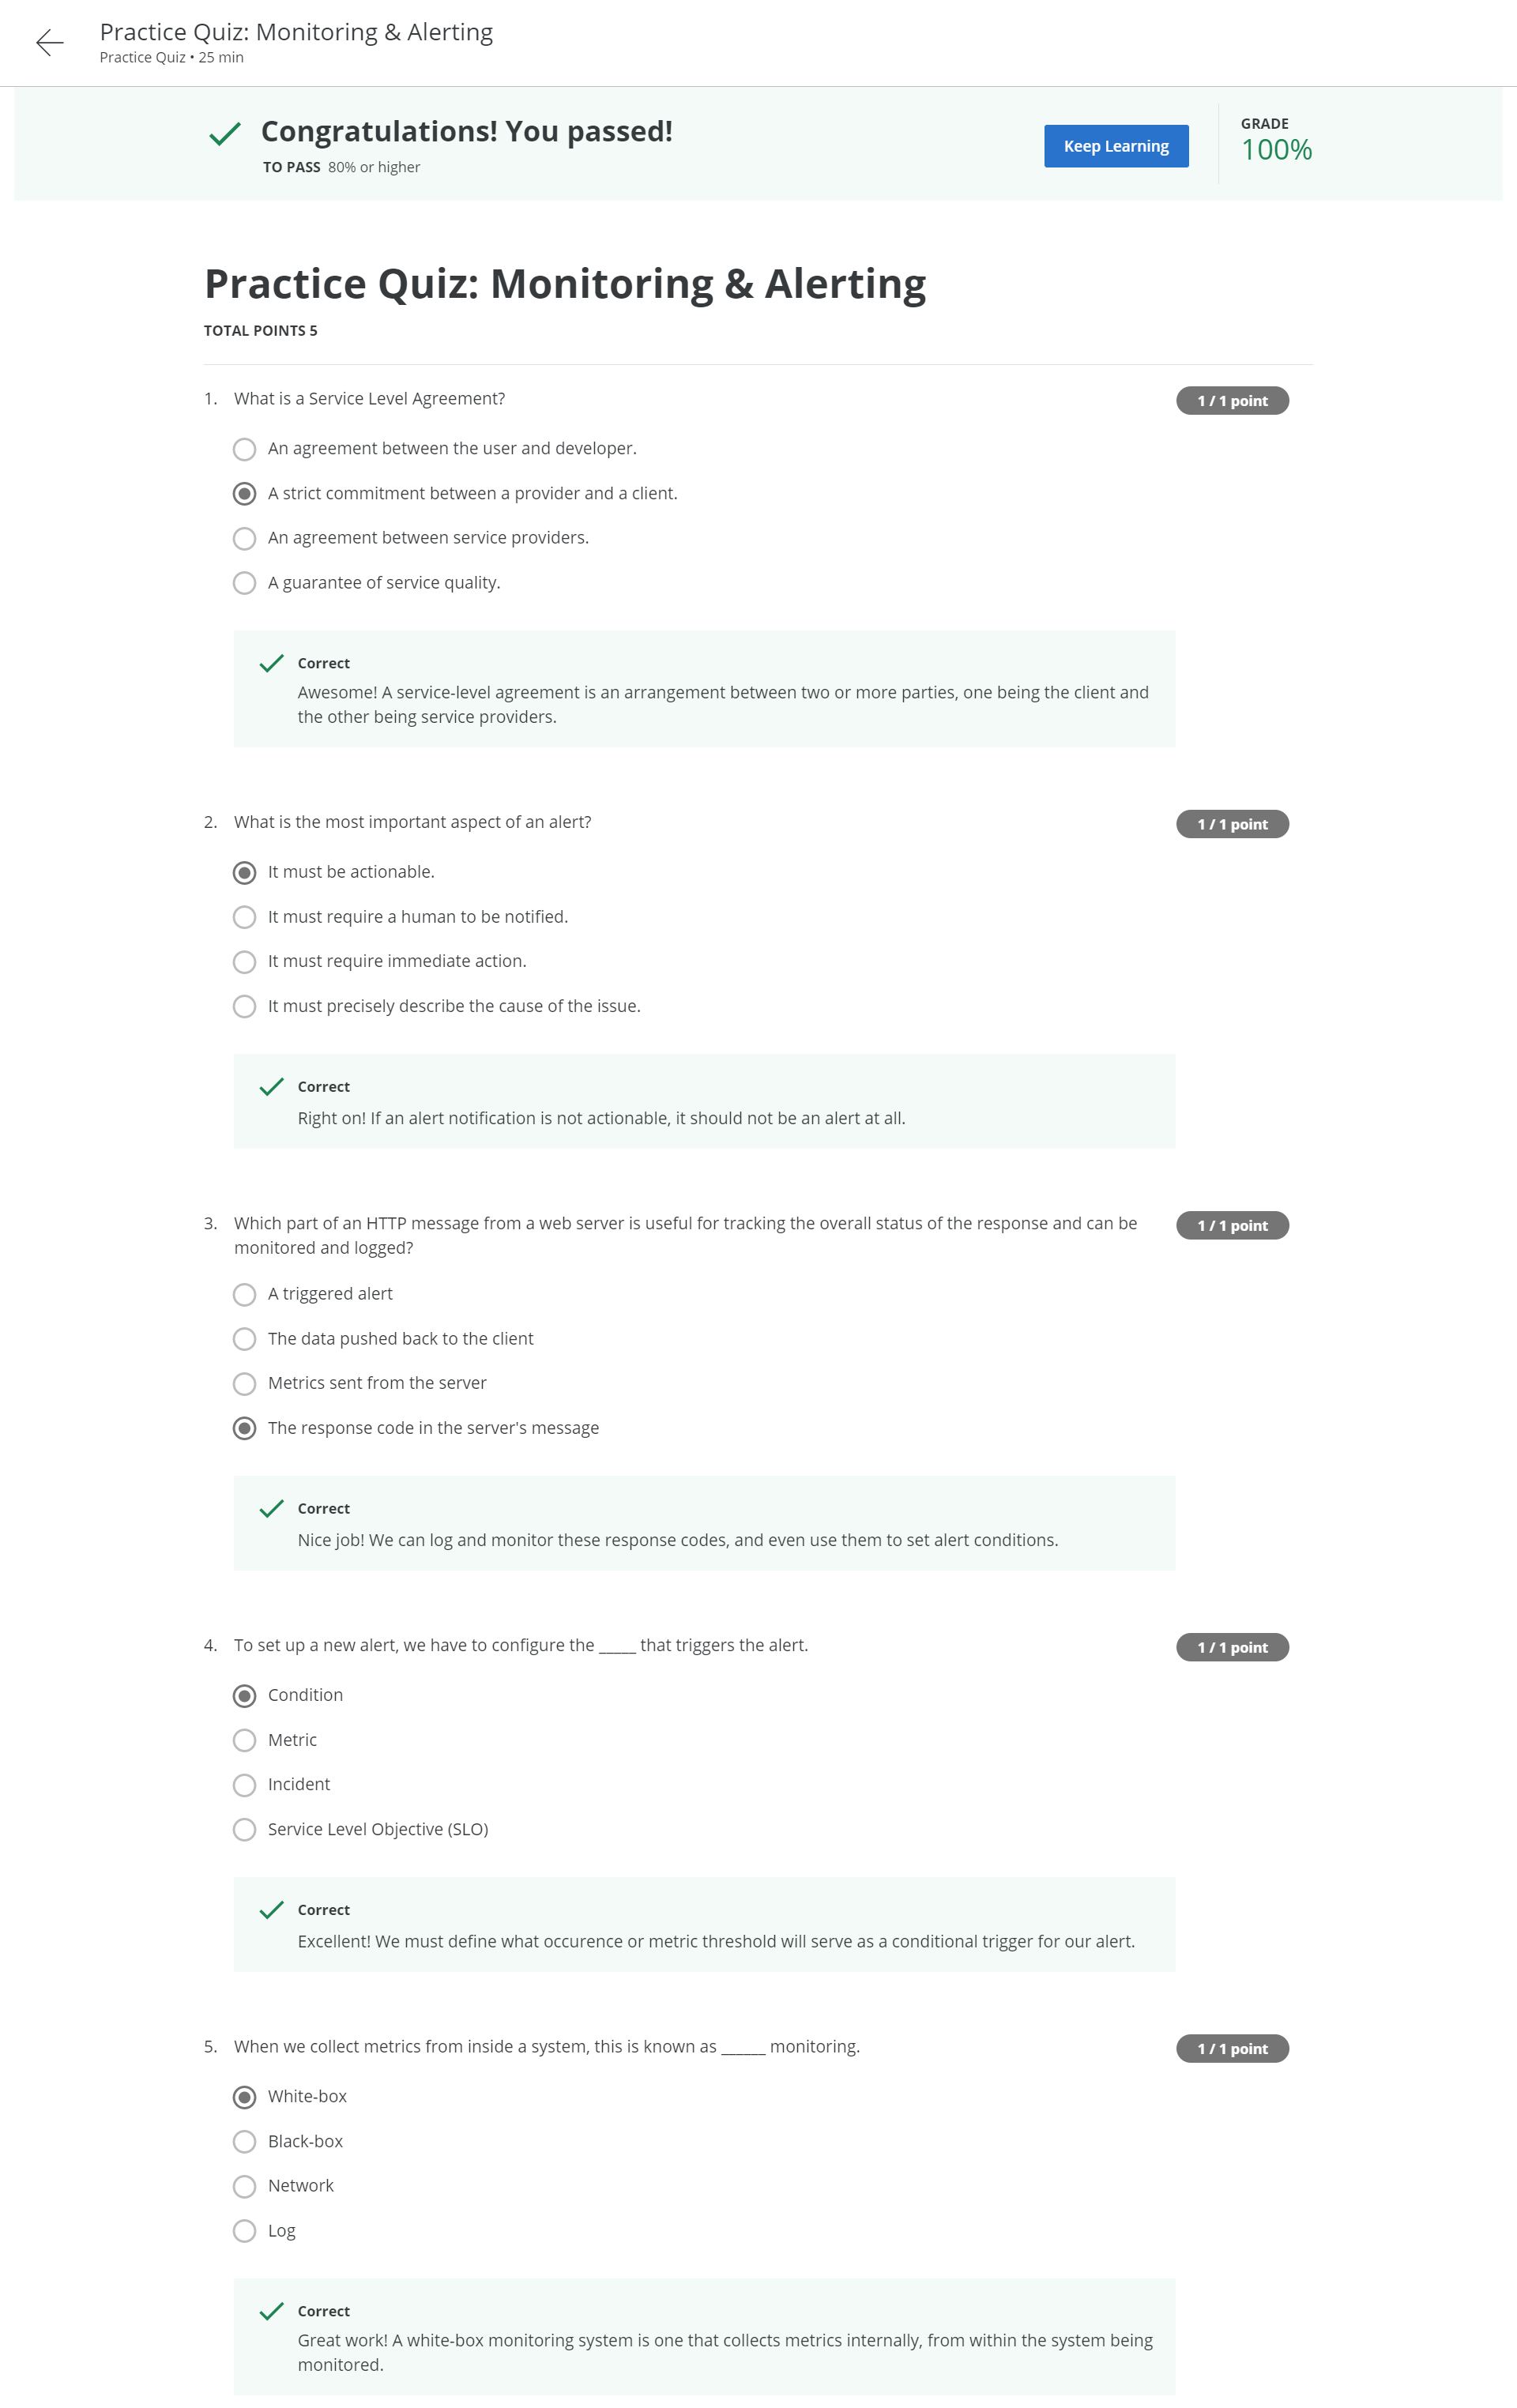 Practice Quiz: Monitoring & Alerting
Practice Quiz • 25 min
Congratulations! You passed!
TO PASS 80% or higher
Keep Learning
GRADE
100%
Practice Quiz: Monitoring & Alerting
TOTAL POINTS 5
1. What is a Service Level Agreement?
1 / 1 point
An agreement between the user and developer.
A strict commitment between a provider and a client.
An agreement between service providers.
A guarantee of service quality.
Correct
Awesome! A service-level agreement is an arrangement between two or more parties, one being the client and
the other being service providers.
2. What is the most important aspect of an alert?
1 / 1 point
It must be actionable.
It must require a human to be notified.
It must require immediate action.
It must precisely describe the cause of the issue.
Correct
Right on! If an alert notification is not actionable, it should not be an alert at all.
3. Which part of an HTTP message from a web server is useful for tracking the overall status of the response and can be
monitored and logged?
1 / 1 point
A triggered alert
The data pushed back to the client
Metrics sent from the server
The response code in the server's message
Correct
Nice job! We can log and monitor these response codes, and even use them to set alert conditions.
4. To set up a new alert, we have to configure the _____ that triggers the alert.
1 / 1 point
Condition
Metric
Incident
Service Level Objective (SLO)
Correct
Excellent! We must define what occurence or metric threshold will serve as a conditional trigger for our alert.
5. When we collect metrics from inside a system, this is known as ______ monitoring.
1 / 1 point
White-box
Black-box
Network
Log
Correct
Great work! A white-box monitoring system is one that collects metrics internally, from within the system being
monitored.